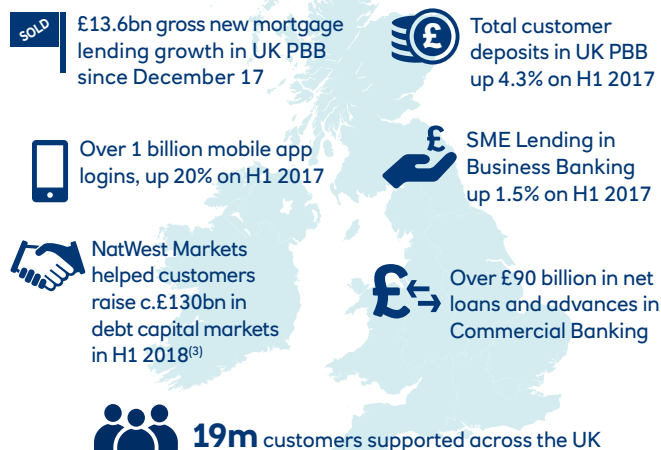 SOLD
£13.6bn gross new mortgage
lending growth in UK PBB
since December 17
Total customer
deposits in UK PBB
up 4.3% on H1 2017
Over 1 billion mobile app
logins, up 20% on H1 2017
SME Lending in
Business Banking
up 1.5% on H1 2017
NatWest Markets
helped customers
raise c.£130bn in
debt capital markets
in H1 2018(3)
Over £90 billion in net
loans and advances in
Commercial Banking
19m customers supported across the UK